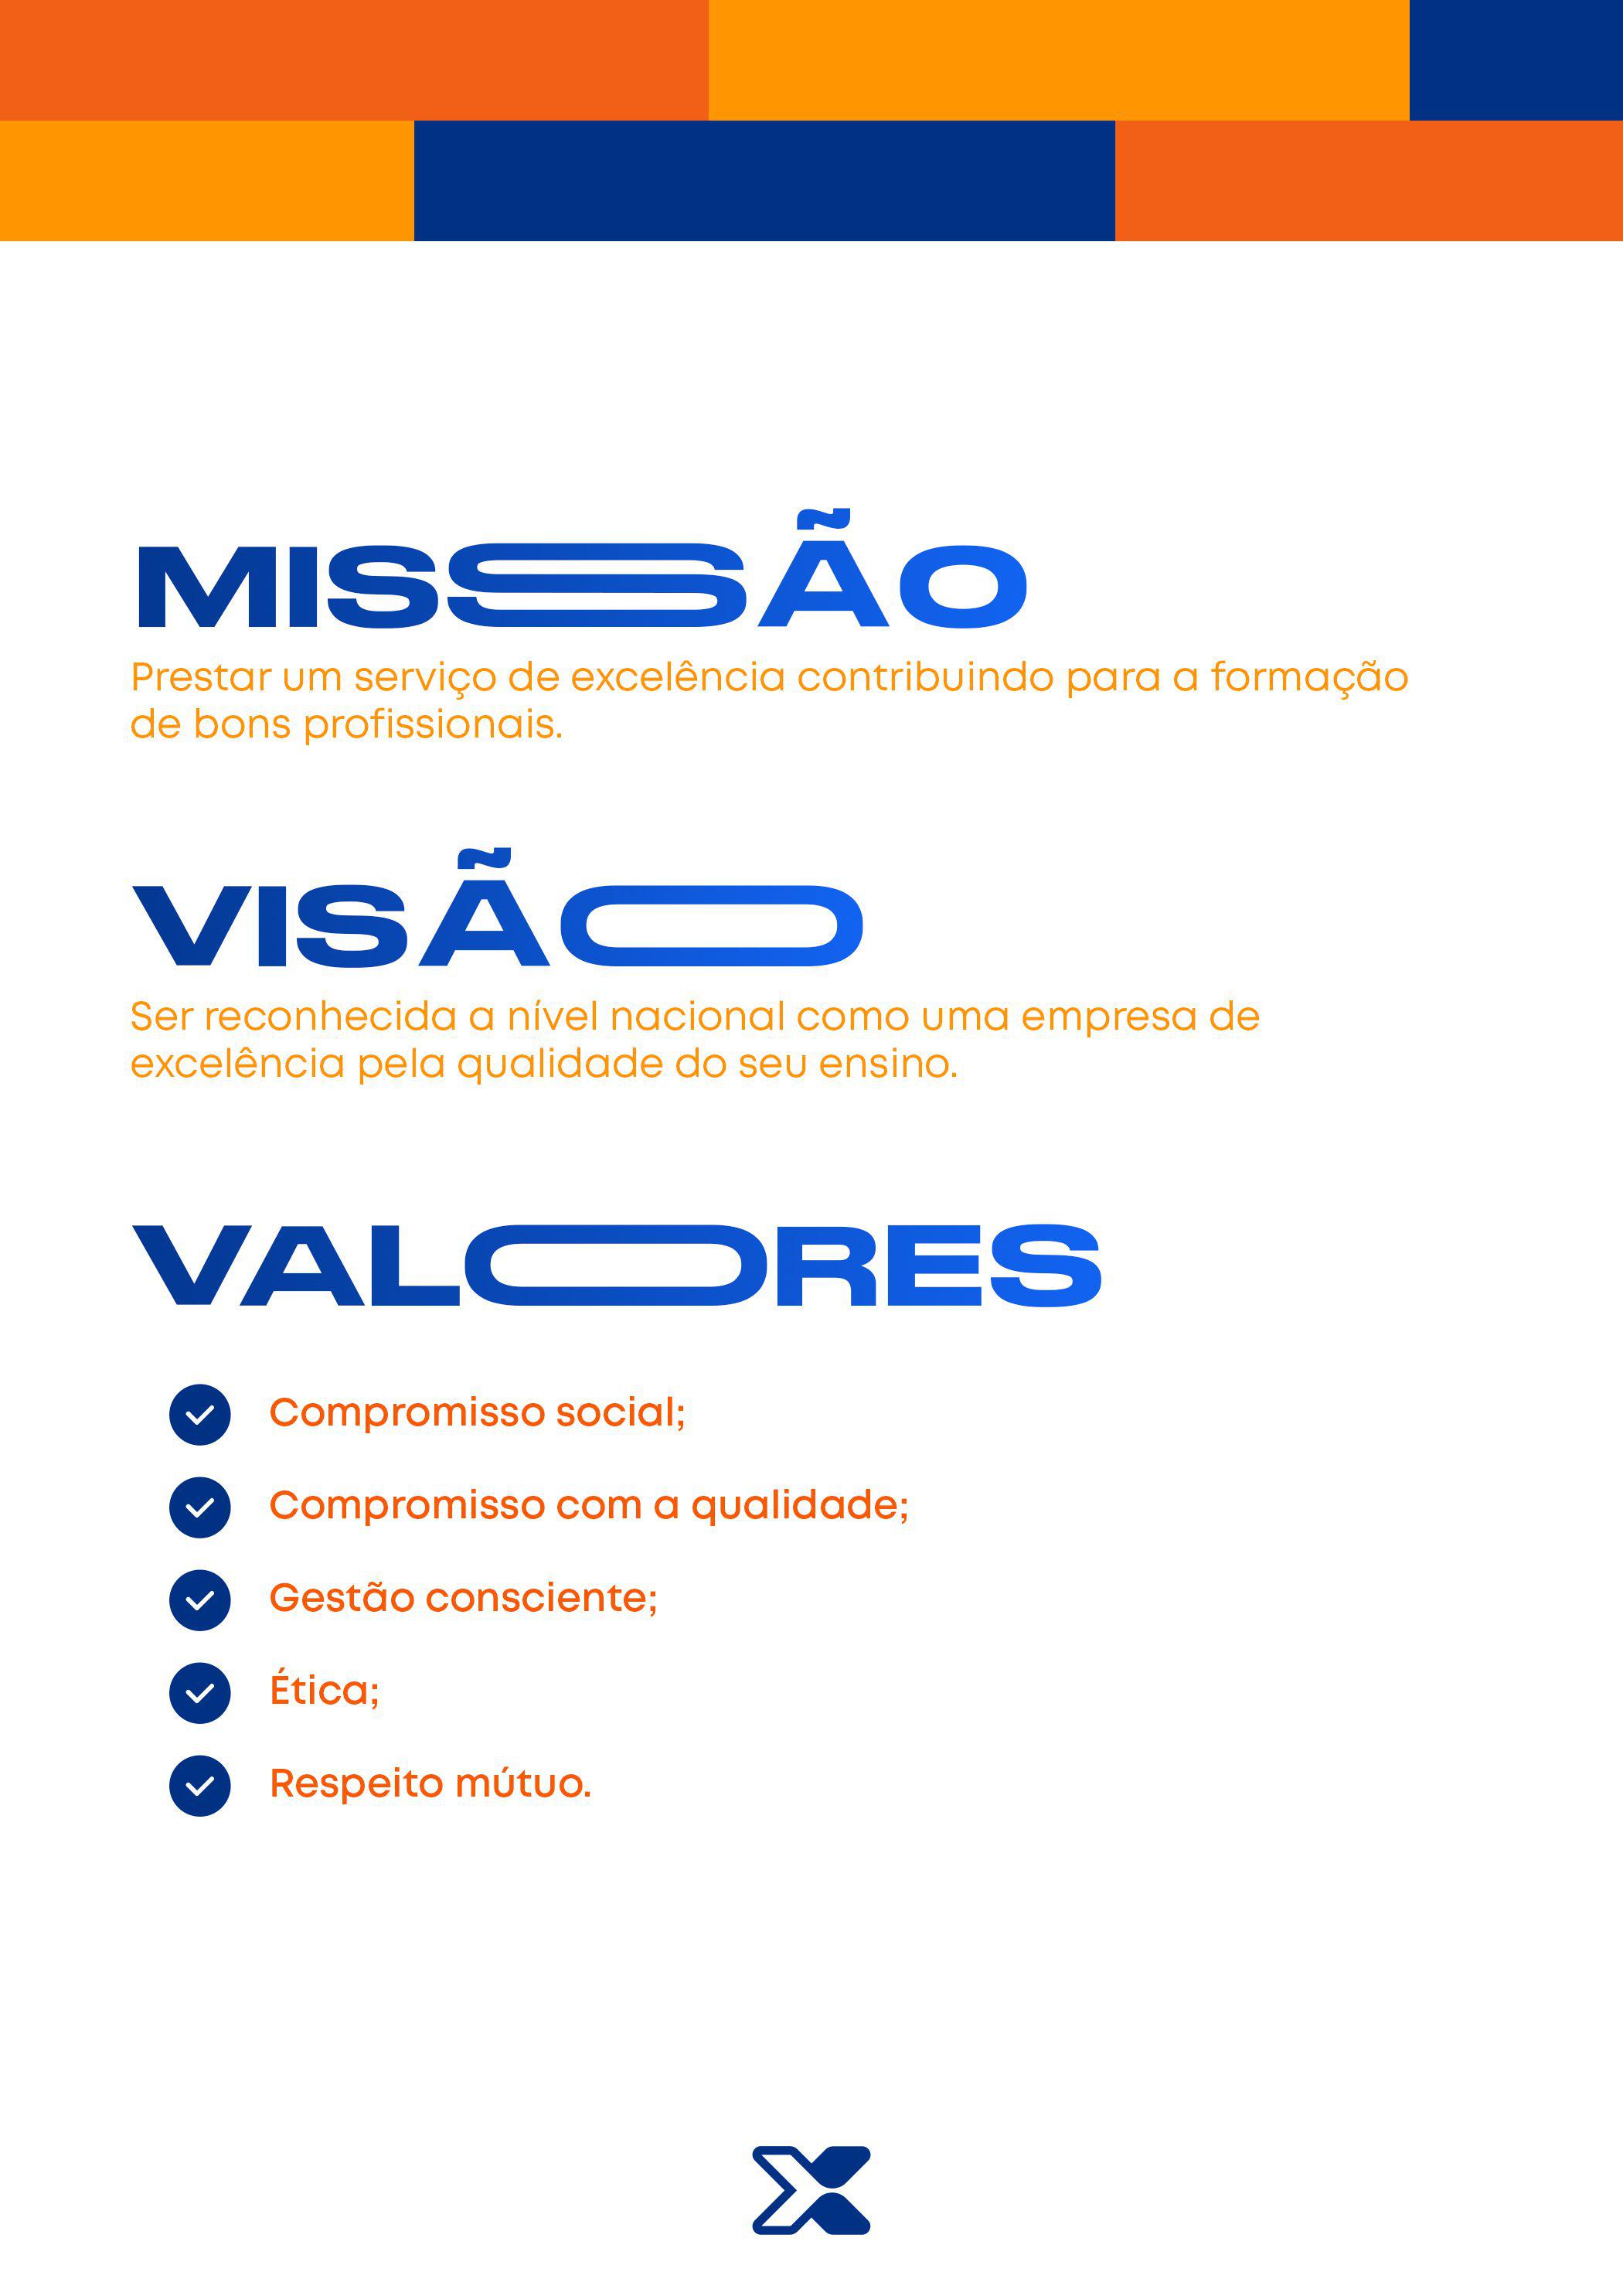 MISSÃO
Prestar um serviço de excelência contribuindo para a formação
de bons profissionais.
VISÃO
Ser reconhecida a nível nacional como uma empresa de
excelência pela qualidade do seu ensino.
VALORES
Compromisso social;
Compromisso com a qualidade;
Gestão consciente;
Ética;
Respeito mútuo.